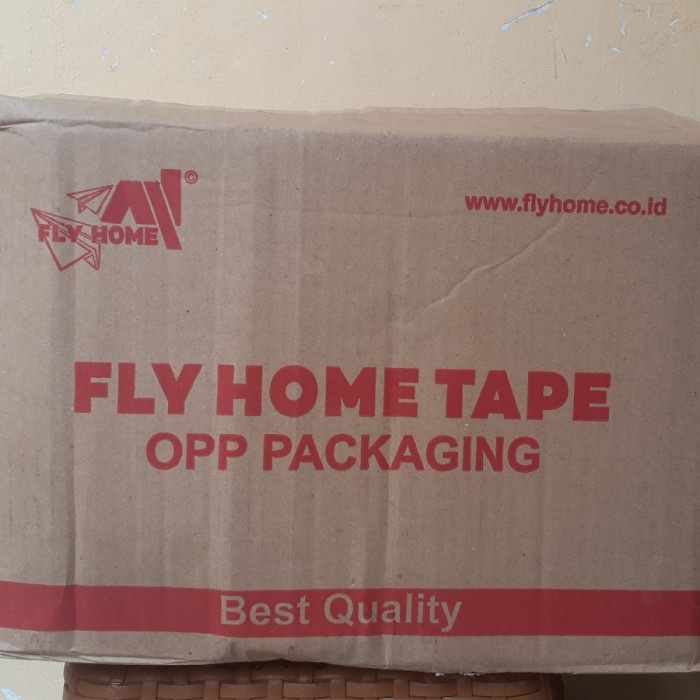 FLY HOME ©
www.flyhome.co.id
FLY HOME TAPE
OPP PACKAGING
Best Quality